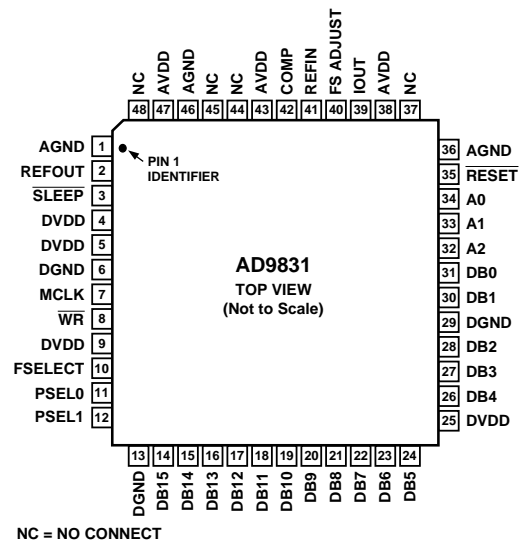 NC
AVDD
AGND
NC
NC
AVDD
COMP
REFIN
FS ADJUST
IOUT
AVDD
NC
48 47 46 45 44 43 42 41 40 39 38 37
AGND 1
REFOUT 2
SLEEP 3
DVDD 4
DVDD 5
DGND 6
MCLK 7
WR 8
DVDD 9
FSELECT 10
PSEL0 11
PSEL1 12
PIN 1
IDENTIFIER
AD9831
TOP VIEW
(Not to Scale)
36 AGND
35 RESET
34 A0
33 A1
32 A2
31 DB0
30 DB1
29 DGND
28 DB2
27 DB3
26 DB4
25 DVDD
13 14 15 16 17 18 19 20 21 22 23 24
DGND
DB15
DB14
DB13
DB12
DB11
DB10
DB9
DB8
DB7
DB6
DB5
NC = NO CONNECT